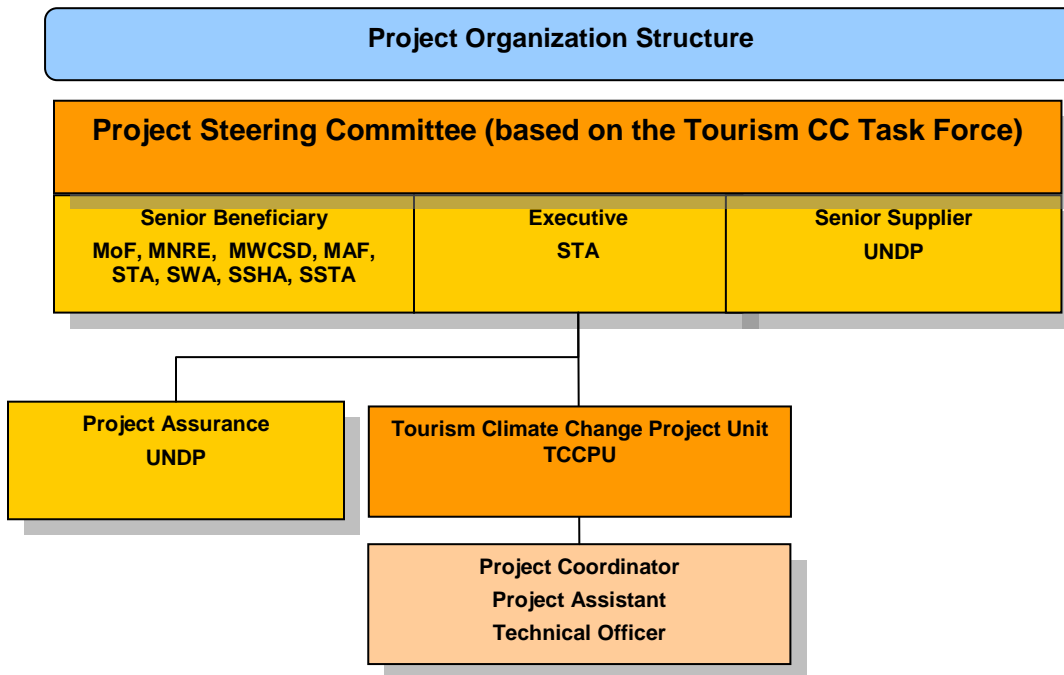 Project Organization Structure
Project Steering Committee (based on the Tourism CC Task Force)
Senior Beneficiary
MoF, MNRE, MWCSD, MAF,
STA, SWA, SSHA, SSTA
Executive
STA
Senior Supplier
UNDP
Project Assurance
UNDP
Tourism Climate Change Project Unit
TCCPU
Project Coordinator
Project Assistant
Technical Officer